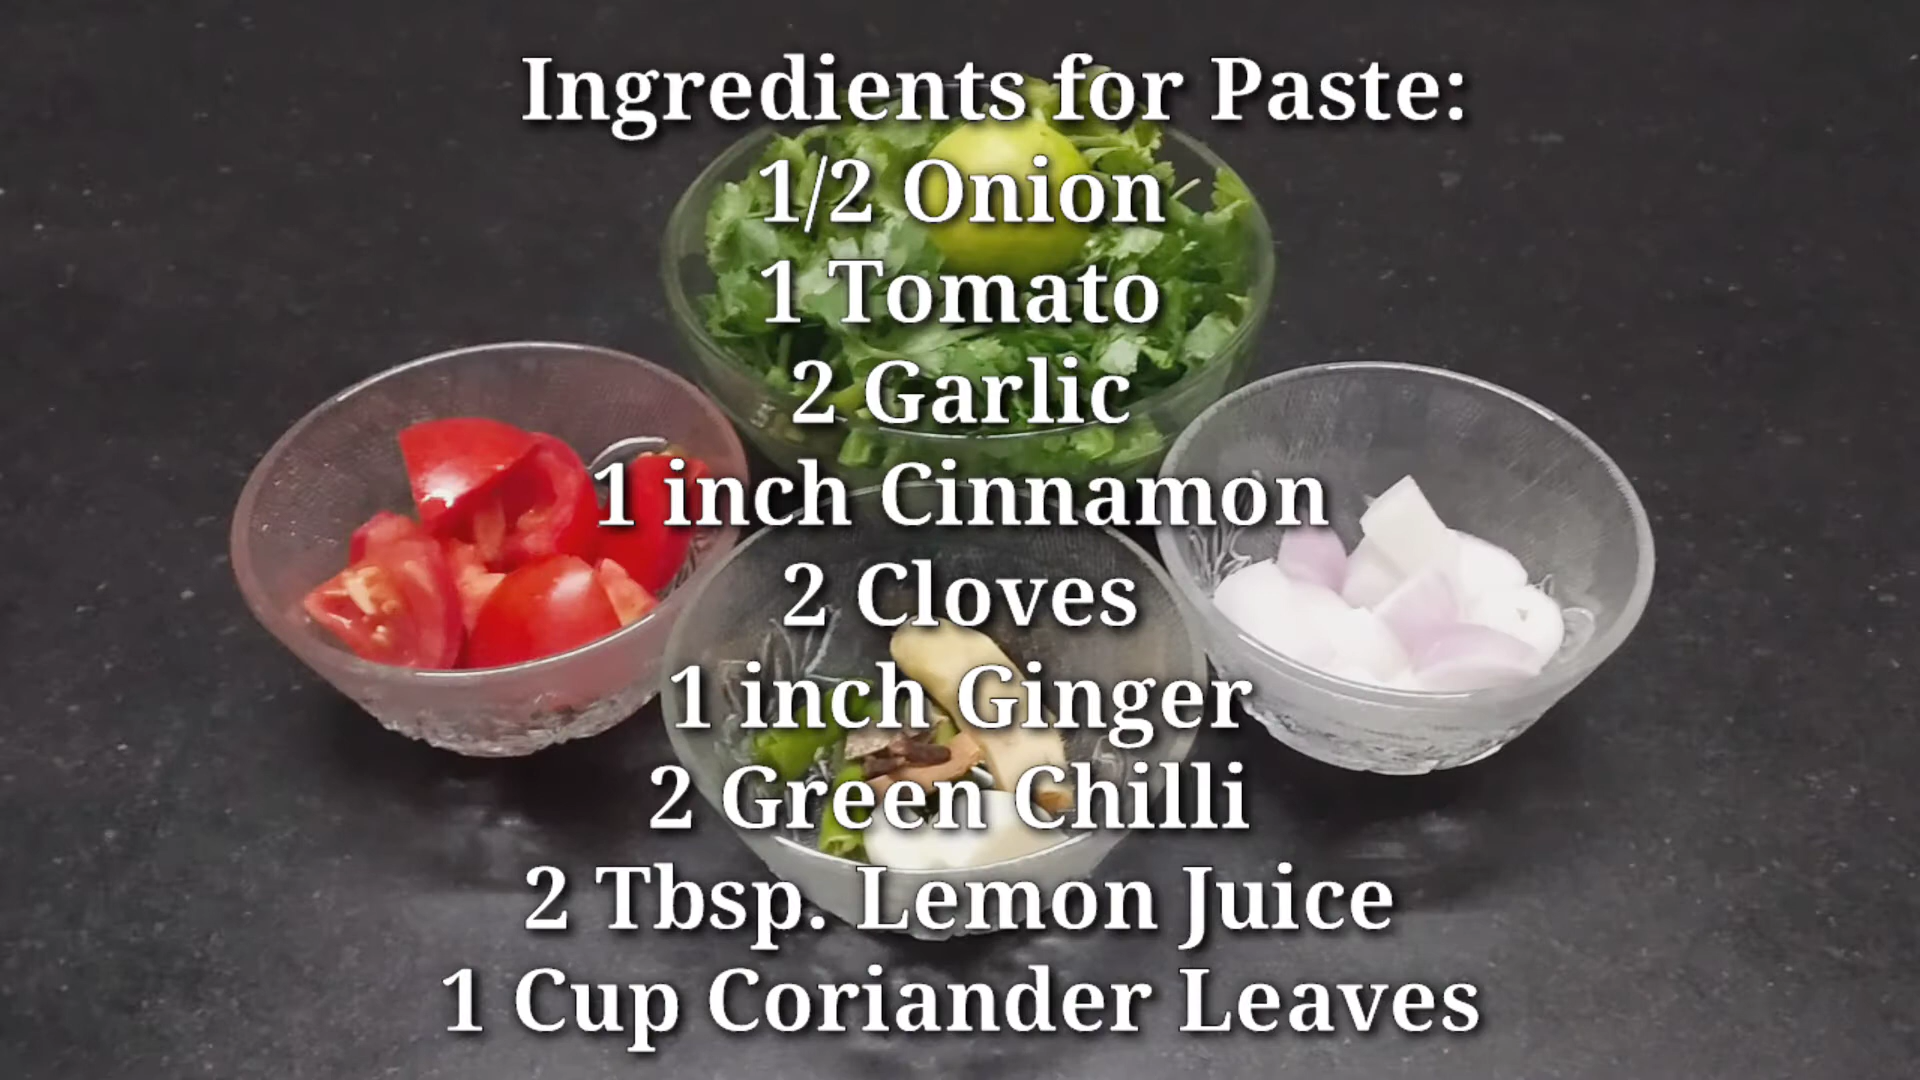 Ingredients for Paste:
1/2 Onion
1 Tomato
2 Garlic
1 inch Cinnamon
2 Cloves
1 inch Ginger
2 Green Chilli
2 Tbsp. Lemon Juice
1 Cup Coriander Leaves